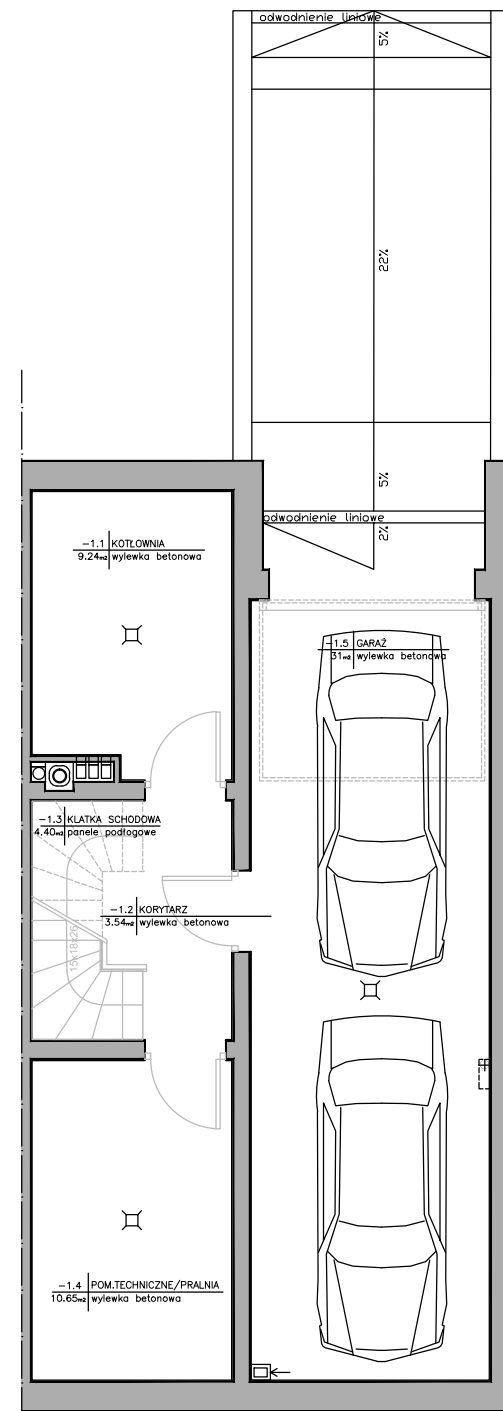 odwodnienie liniowe
5%
22%
5%
odwodnienie liniowe
2%
-1.1 KOTŁOWNIA
9.24m2 wylewka betonowa
-1.5 GARAŻ
31m2 wylewka betonowa
-1.3 KLATKA SCHODOWA
4.40m2 panele podłogowe
-1.2 KORYTARZ
3.54m2 wylewka betonowa
15x18x26
-1.4 POM.TECHNICZNE/PRALNIA
10.65m2 wylewka betonowa